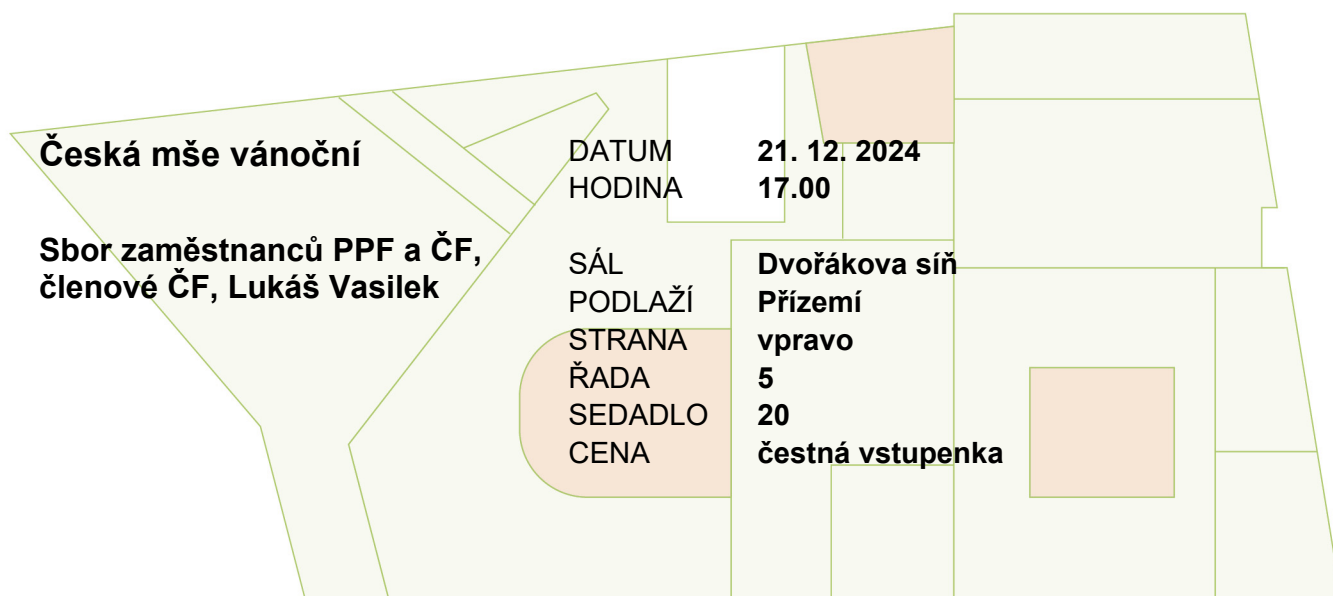 Česká mše vánoční
Sbor zaměstnanců PPF a ČF,
členové ČF, Lukáš Vasilek
DATUM 21. 12. 2024
HODINA 17.00
SÁL Dvořákova síň
PODLAŽÍ Přízemí
STRANA vpravo
ŘADA 5
SEDADLO 20
CENA čestná vstupenka